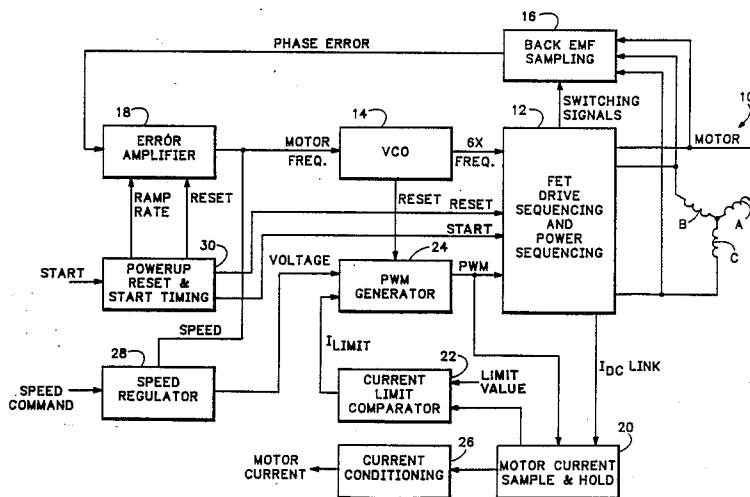 16
BACK EMF
SAMPLING
PHASE ERROR
SWITCHING
SIGNALS
10
MOTOR
18
ERROR
AMPLIFIER
MOTOR
FREQ.
14
VCO
6X
FREQ.
12
FET
DRIVE
SEQUENCING
AND
POWER
SEQUENCING
B
A
C
RAMP
RATE
RESET
RESET
RESET
START
START
30
POWERUP
RESET &
START TIMING
VOLTAGE
24
PWM
GENERATOR
PWM
SPEED
28
SPEED
REGULATOR
SPEED
COMMAND
ILIMIT
22
CURRENT
LIMIT
COMPARATOR
LIMIT
VALUE
IDC LINK
20
MOTOR CURRENT
SAMPLE & HOLD
26
CURRENT
CONDITIONING
MOTOR
CURRENT